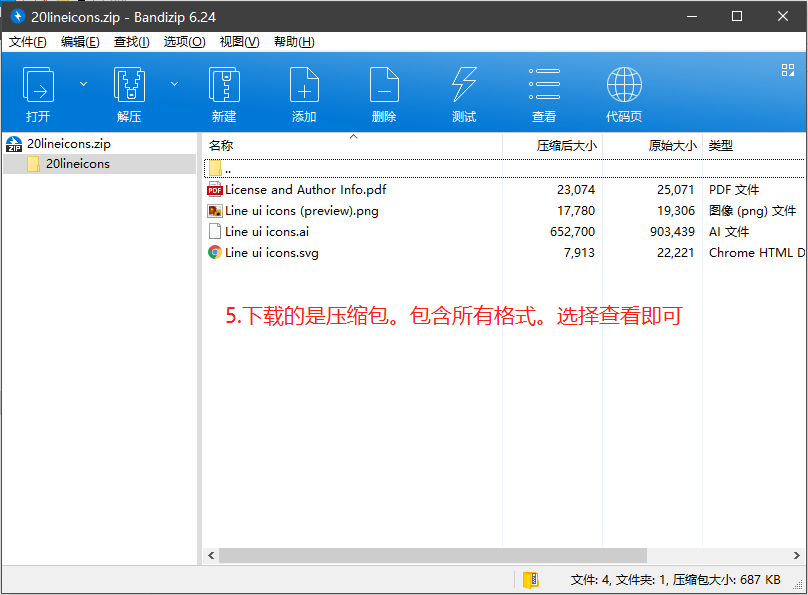 20lineicons.zip - Bandizip 6.24
文件(F) 编辑(E) 查找(I) 选项(O) 视图(V) 帮助(H)
打开 解压 新建 添加 删除 测试 查看 代码页
20lineicons.zip
20lineicons
名称 压缩后大小 原始大小 类型
..
License and Author Info.pdf 23,074 25,071 PDF 文件
Line ui icons (preview).png 17,780 19,306 图像 (png) 文件
Line ui icons.ai 652,700 903,439 AI 文件
Line ui icons.svg 7,913 22,221 Chrome HTML D
5.下载的是压缩包。包含所有格式。选择查看即可
文件: 4, 文件夹: 1, 压缩包大小: 687 KB